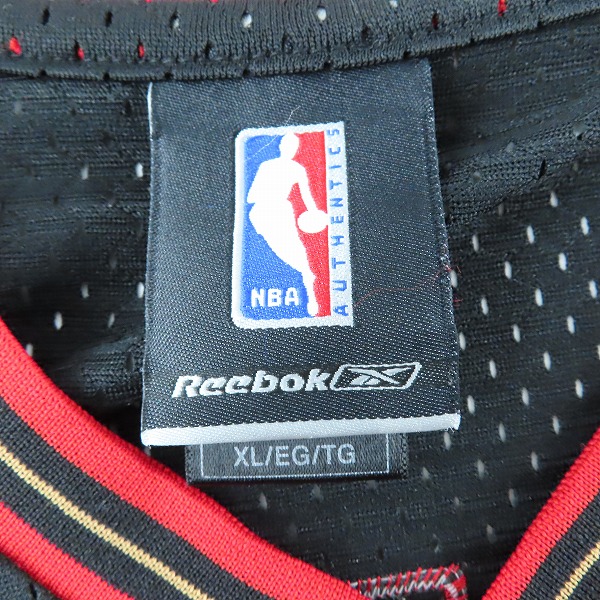 NBA
AUTHENTICS
Reebok
XL/EG/TG